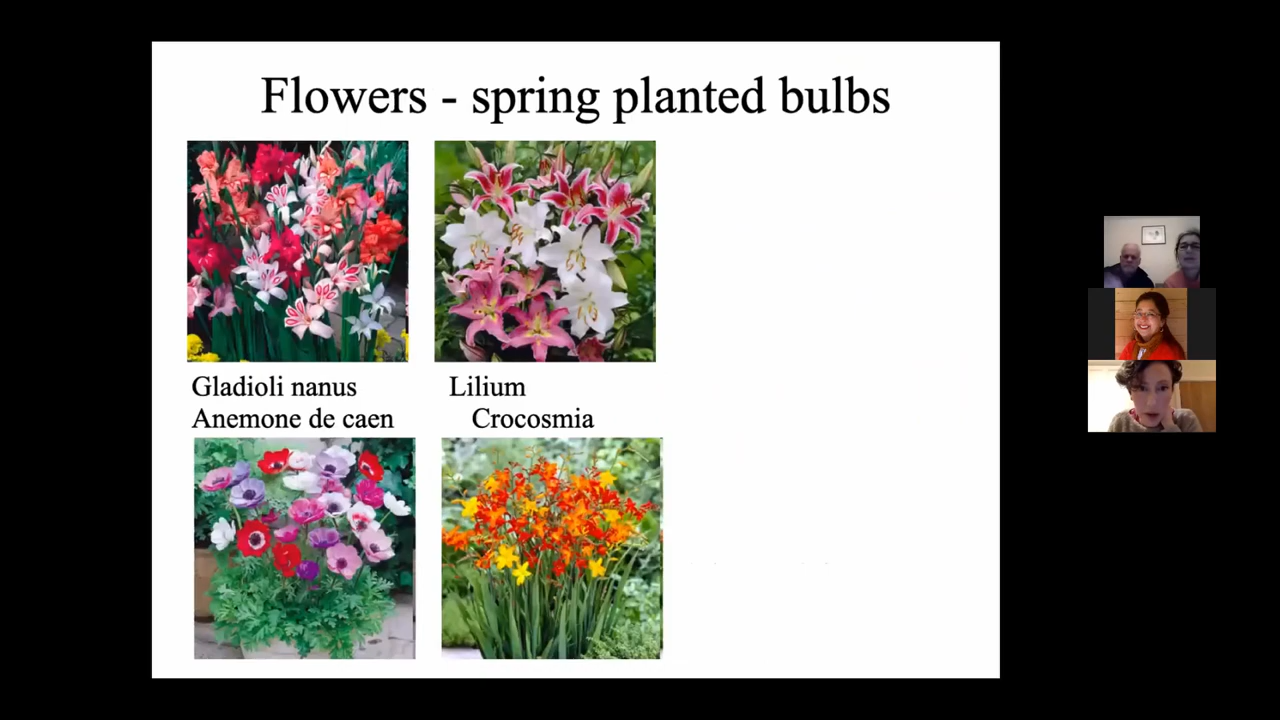 Flowers - spring planted bulbs
Gladioli nanus
Lilium
Anemone de caen
Crocosmia